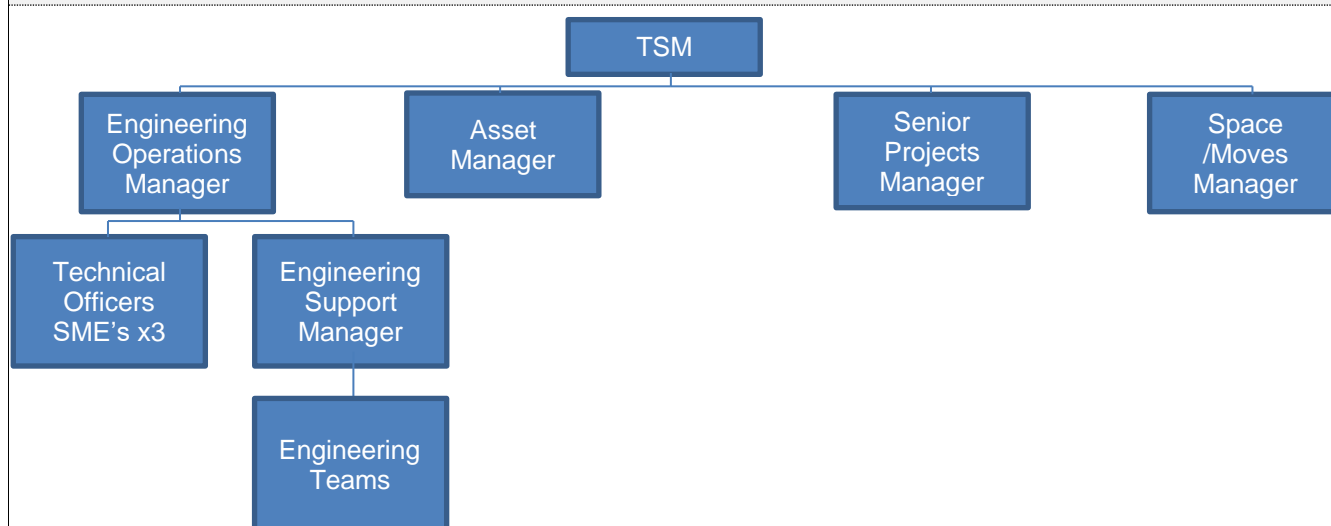 TSM
Engineering
Operations
Manager
Asset
Manager
Senior
Projects
Manager
Space
/Moves
Manager
Technical
Officers
SME’s x3
Engineering
Support
Manager
Engineering
Teams